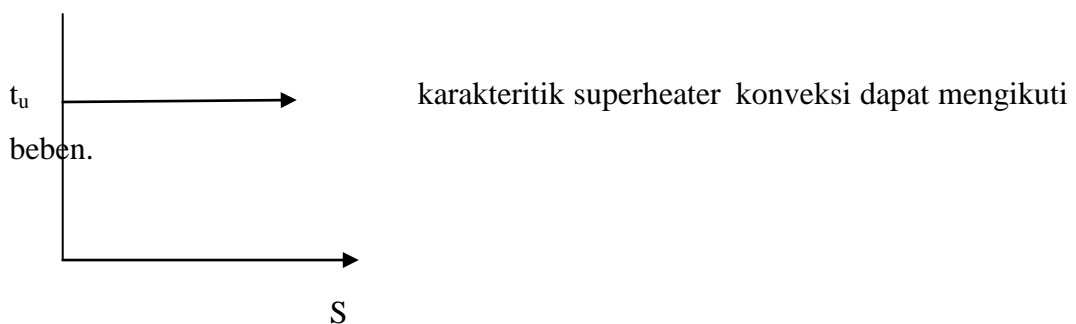 tu karakteritik superheater konveksi dapat mengikuti
beben.
S